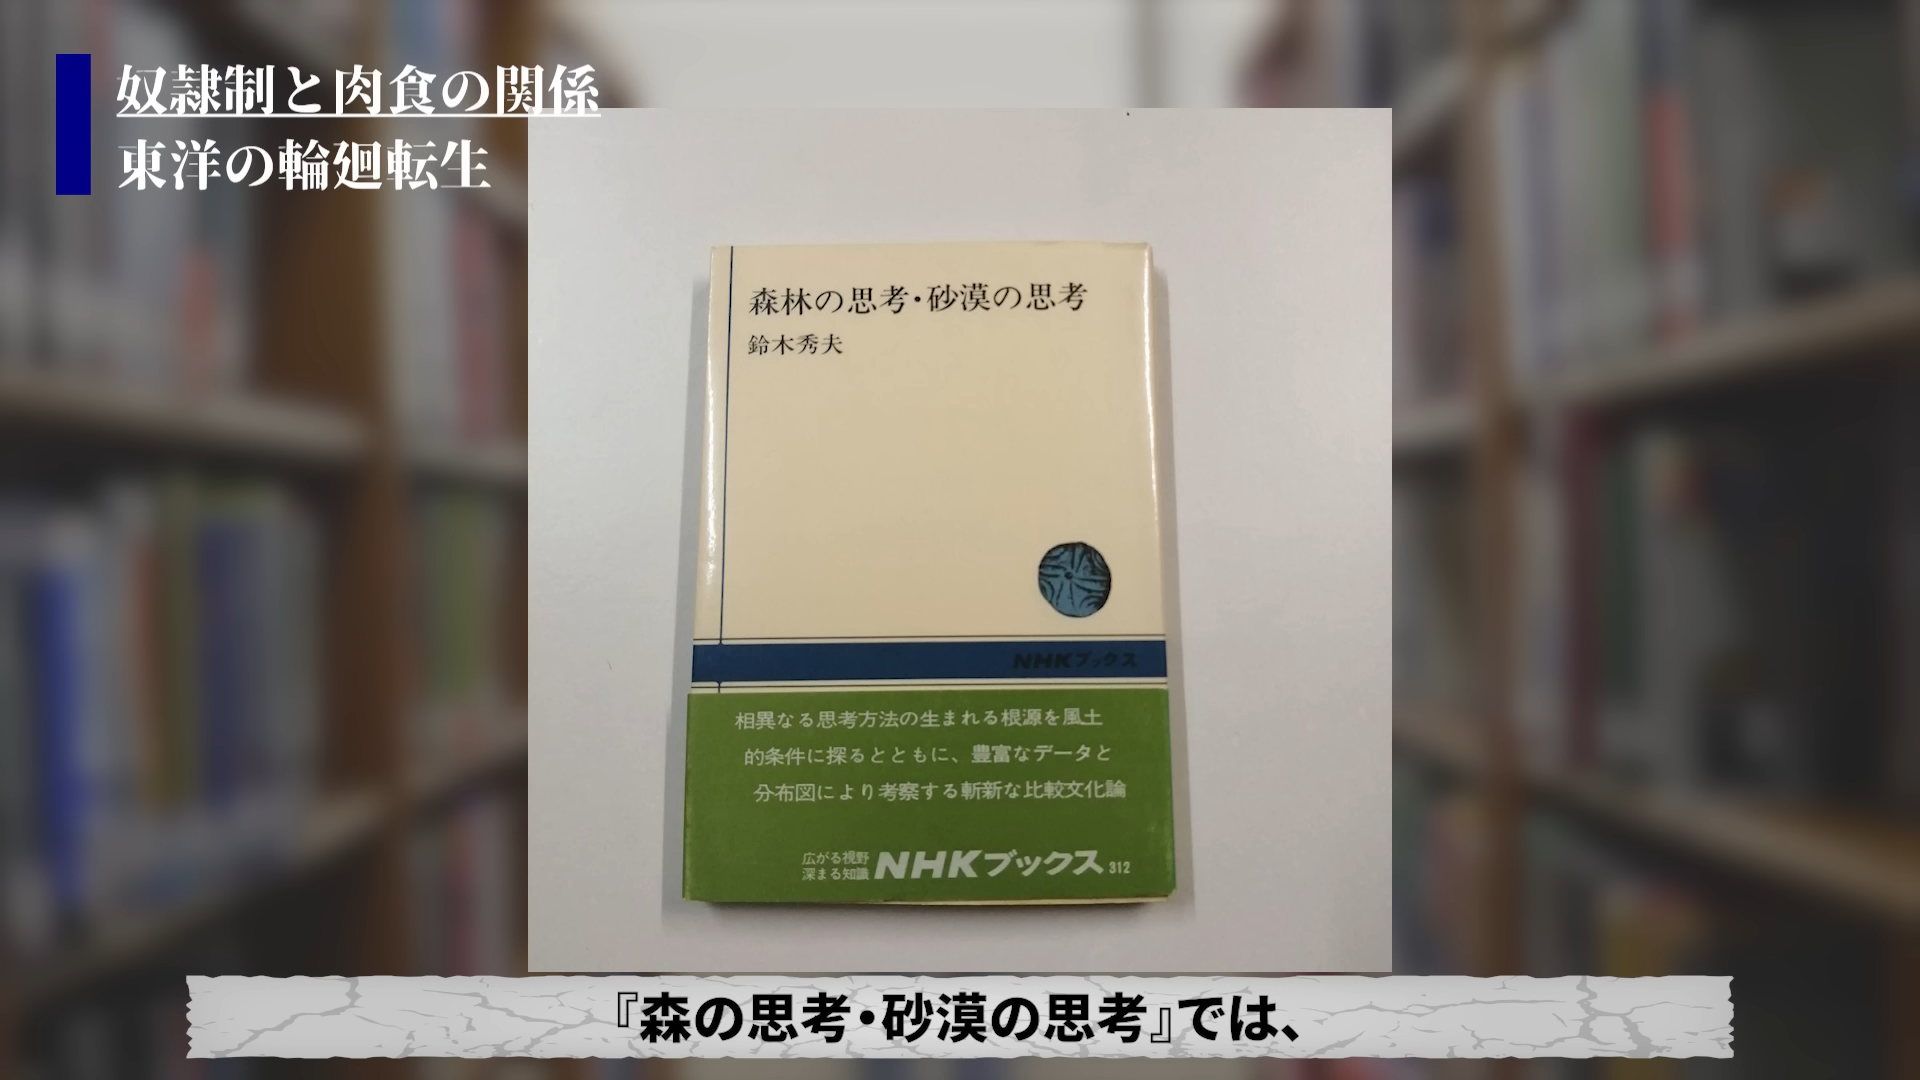 奴隷制と肉食の関係
東洋の輪廻転生
森林の思考・砂漠の思考
鈴木秀夫
NHKブックス
相異なる思考方法の生まれる根源を風土
的条件に探るとともに、豊富なデータと
分布図により考察する斬新な比較文化論
広がる視野
深まる知識
NHKブックス 312
『森の思考・砂漠の思考』では、